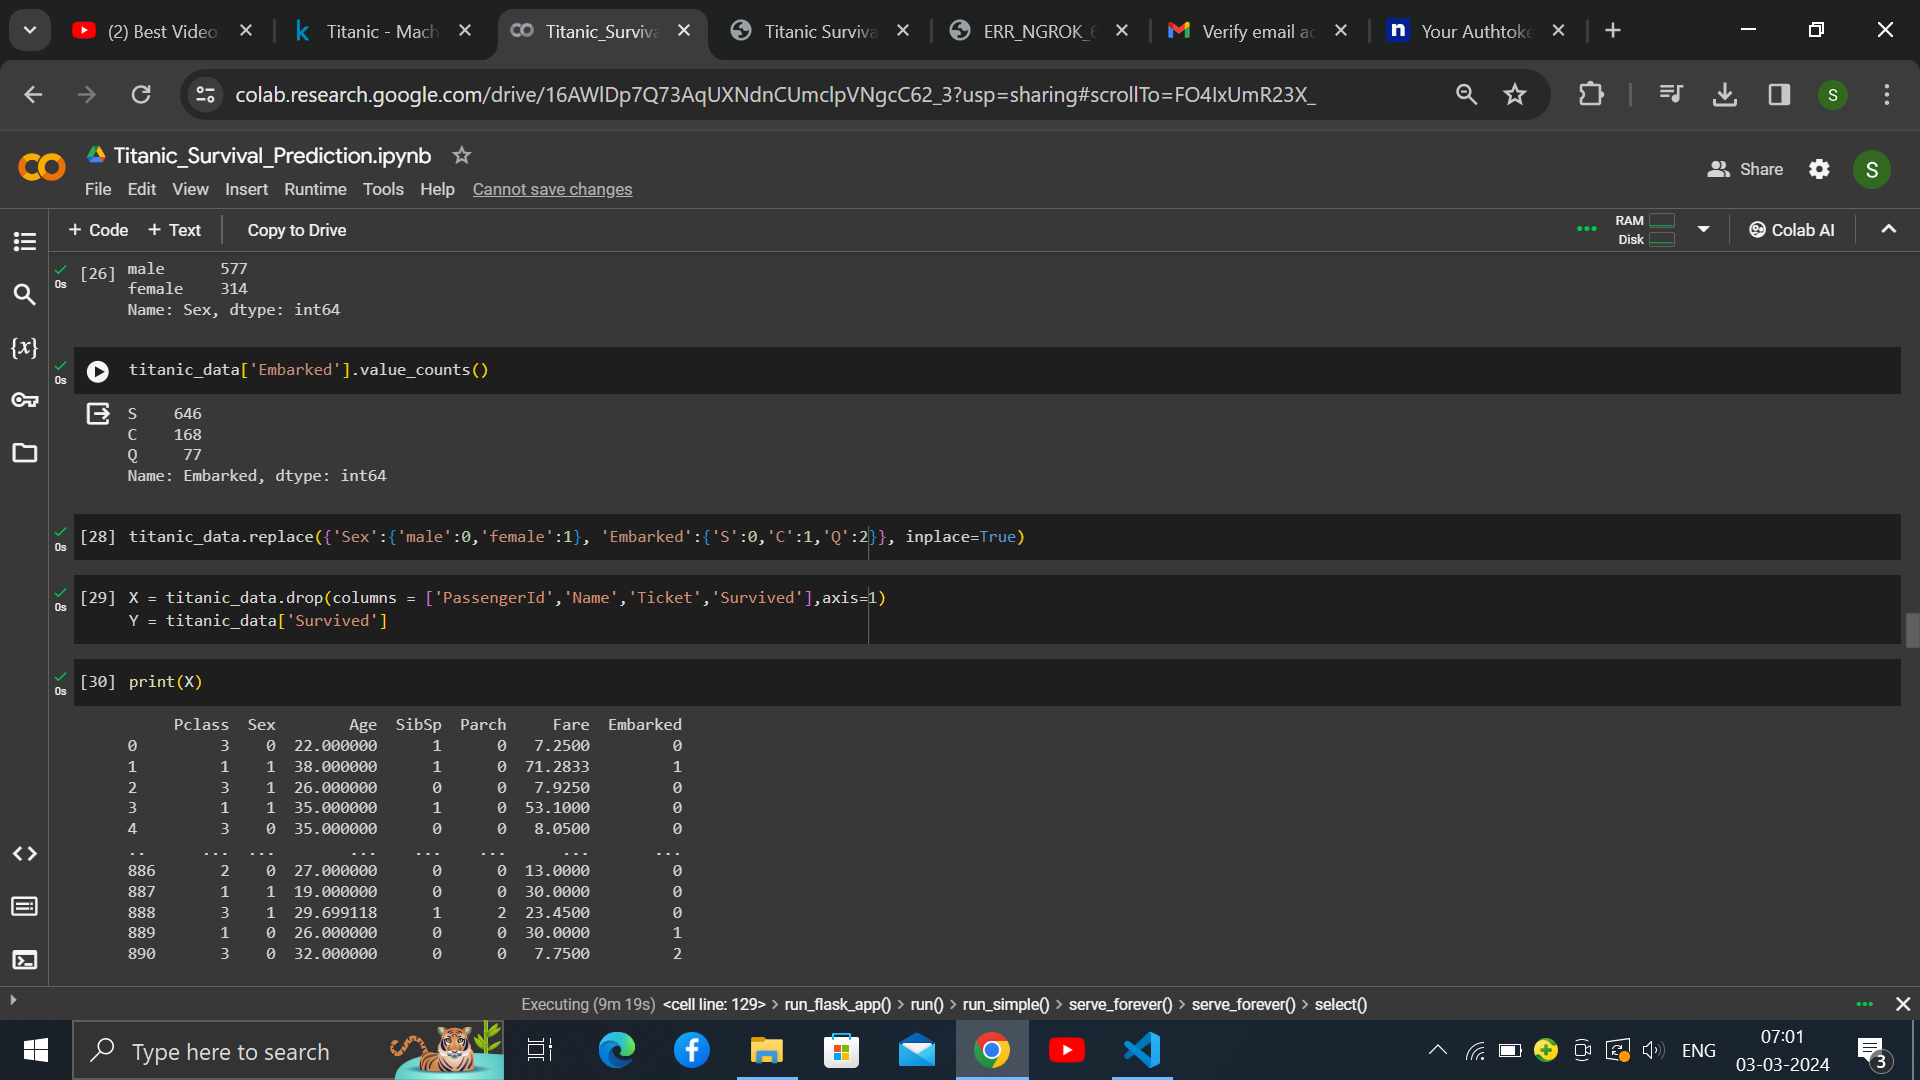 (2) Best Video
Titanic - Mach
Titanic_Surviva
Titanic Surviva
ERR_NGROK_6
Verify email ac
n
Your Authtoke
colab.research.google.com/drive/16AWlDp7Q73AqUXNdnCUmclpVNgcC62_3?usp=sharing#scrollTo=FO4IxUmR23X_
S
Titanic_Survival_Prediction.ipynb
File Edit View Insert Runtime Tools Help Cannot save changes
Share
S
+ Code + Text
Copy to Drive
RAM
Disk
Colab AI
0s
[26] male 577
female 314
Name: Sex, dtype: int64
{x}
0s
titanic_data['Embarked'].value_counts()
S 646
C 168
Q 77
Name: Embarked, dtype: int64
0s
[28] titanic_data.replace({'Sex':{'male':0,'female':1}, 'Embarked':{'S':0,'C':1,'Q':2}}, inplace=True)
0s
[29] X = titanic_data.drop(columns = ['PassengerId','Name','Ticket','Survived'],axis=1)
Y = titanic_data['Survived']
0s
[30] print(X)
Pclass Sex Age SibSp Parch Fare Embarked
0 3 0 22.000000 1 0 7.2500 0
1 1 1 38.000000 1 0 71.2833 1
2 3 1 26.000000 0 0 7.9250 0
3 1 1 35.000000 1 0 53.1000 0
4 3 0 35.000000 0 0 8.0500 0
.. ... ... ... ... ... ... ...
886 2 0 27.000000 0 0 13.0000 0
887 1 1 19.000000 0 0 30.0000 0
888 3 1 29.699118 1 2 23.4500 0
889 1 0 26.000000 0 0 30.0000 1
890 3 0 32.000000 0 0 7.7500 2
Executing (9m 19s) <cell line: 129> > run_flask_app() > run() > run_simple() > serve_forever() > serve_forever() > select()
Type here to search
ENG
07:01
03-03-2024
3